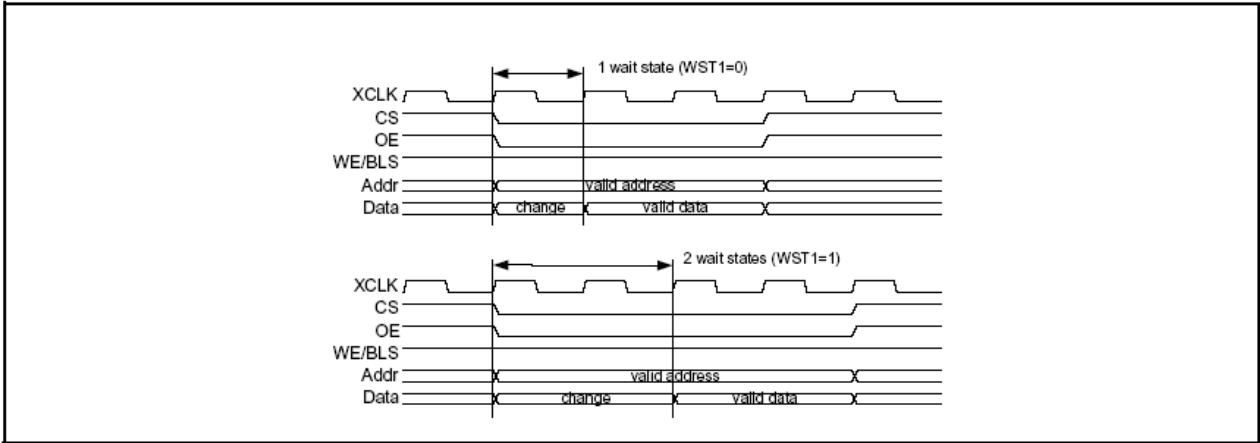 1 wait state (WST1=0)
XCLK
CS
OE
WE/BLS
Addr valid address
Data change valid data
2 wait states (WST1=1)
XCLK
CS
OE
WE/BLS
Addr valid address
Data change valid data